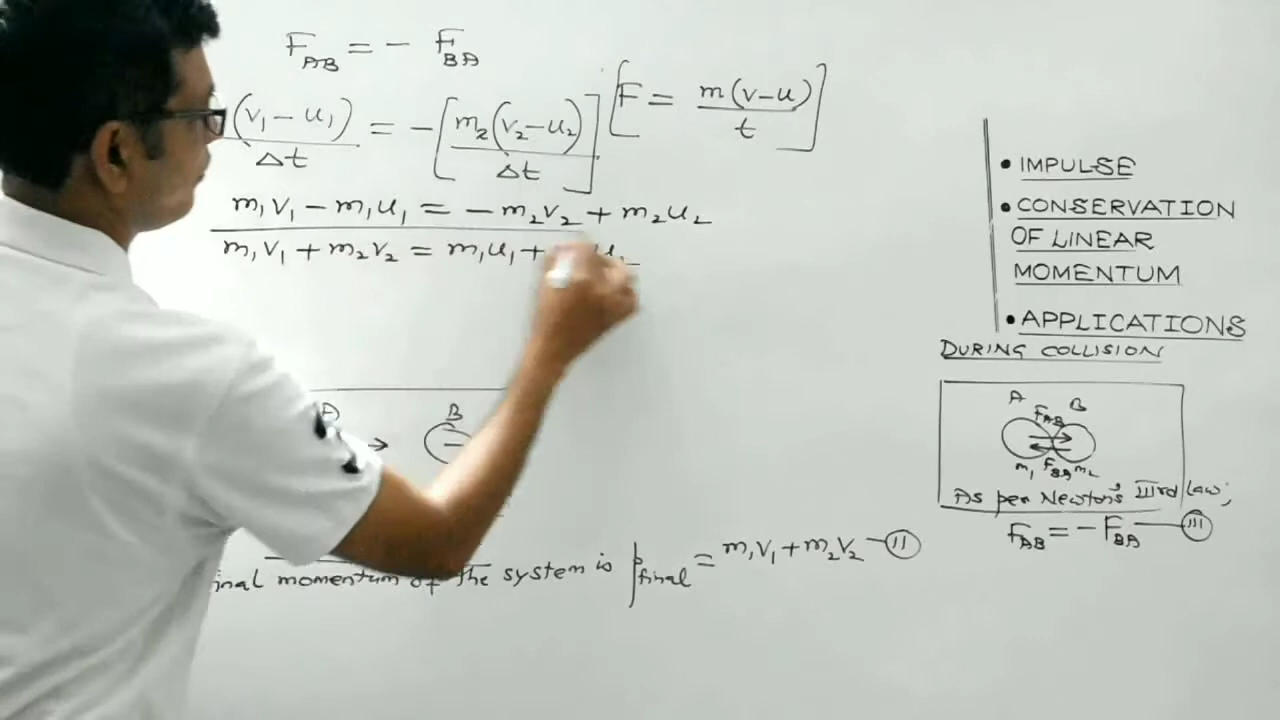 F_AB = - F_BA
(v₁ - u₁) / Δt = - [ m₂(v₂ - u₂) / Δt ] [ F = m(v-u) / t ]
m₁v₁ - m₁u₁ = - m₂v₂ + m₂u₂
m₁v₁ + m₂v₂ = m₁u₁ +
B
momentum of the system is p_final = m₁v₁ + m₂v₂ — (II)
• IMPULSE
• CONSERVATION
OF LINEAR
MOMENTUM
• APPLICATIONS
DURING COLLISION
A B
F_AB
m₁ F_BA m₂
As per Newton's IIIrd law;
F_AB = - F_BA — (III)